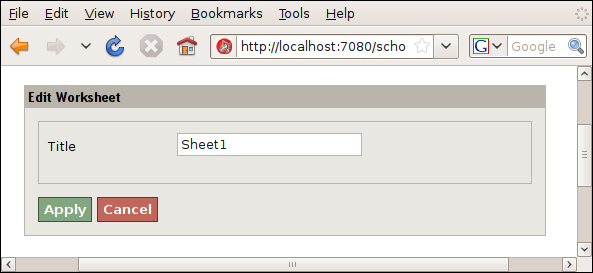 File Edit View History Bookmarks Tools Help
http://localhost:7080/scho G Google
Edit Worksheet
Title Sheet1
Apply Cancel